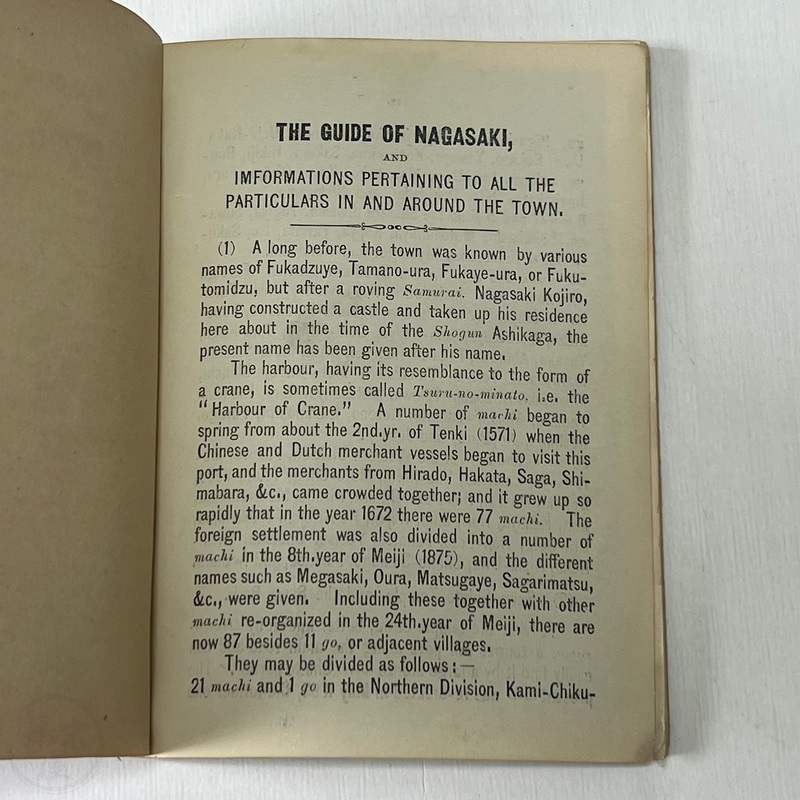 THE GUIDE OF NAGASAKI,
AND
IMFORMATIONS PERTAINING TO ALL THE
PARTICULARS IN AND AROUND THE TOWN.
(1) A long before, the town was known by various
names of Fukadzuye, Tamano-ura, Fukaye-ura, or Fuku-
tomidzu, but after a roving Samurai, Nagasaki Kojiro,
having constructed a castle and taken up his residence
here about in the time of the Shogun Ashikaga, the
present name has been given after his name.
The harbour, having its resemblance to the form of
a crane, is sometimes called Tsuru-no-minato, i.e. the
"Harbour of Crane." A number of machi began to
spring from about the 2nd.yr. of Tenki (1571) when the
Chinese and Dutch merchant vessels began to visit this
port, and the merchants from Hirado, Hakata, Saga, Shi-
mabara, &c., came crowded together; and it grew up so
rapidly that in the year 1672 there were 77 machi. The
foreign settlement was also divided into a number of
machi in the 8th.year of Meiji (1875), and the different
names such as Megasaki, Oura, Matsugaye, Sagarimatsu,
&c., were given. Including these together with other
machi re-organized in the 24th.year of Meiji, there are
now 87 besides 11 go, or adjacent villages.
They may be divided as follows:—
21 machi and 1 go in the Northern Division, Kami-Chiku-